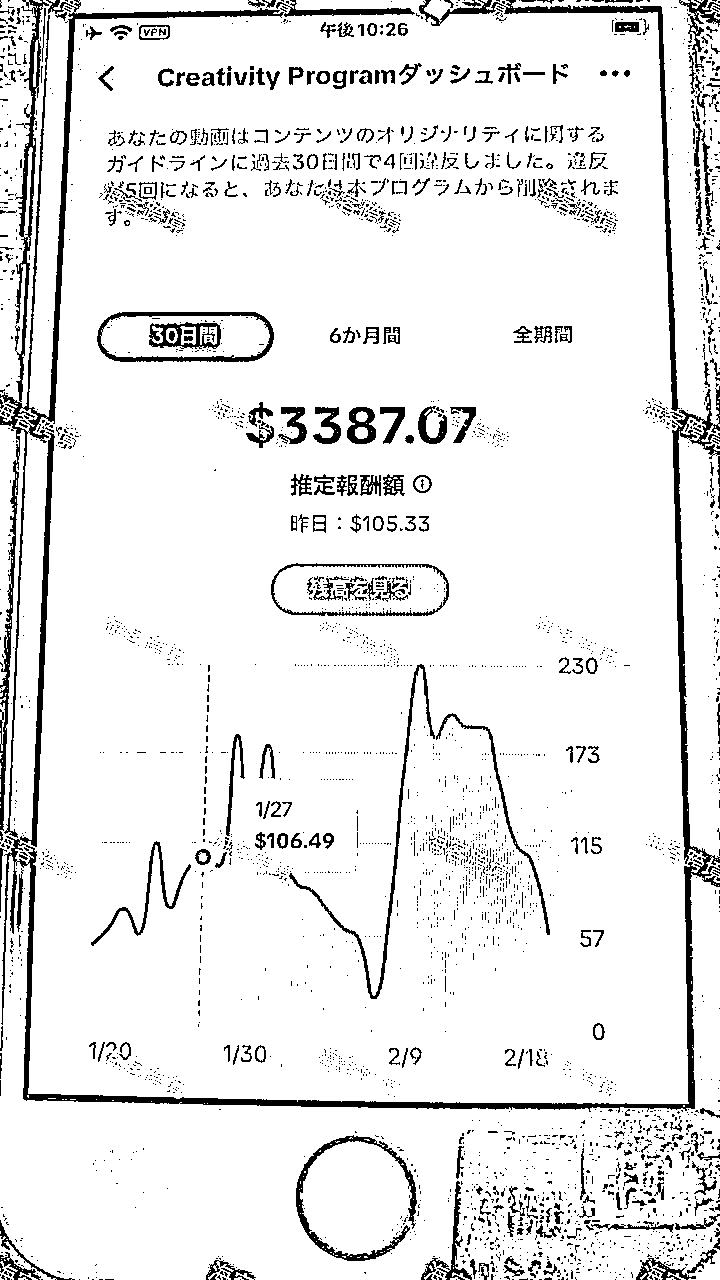 VPN 午後10:26
Creativity Programダッシュボード
あなたの動画はコンテンツのオリジナリティに関する
ガイドラインに過去30日間で4回違反しました。違反
が5回になると、あなたは本プログラムから削除されま
す。
30日間 6か月間 全期間
$3387.07
推定報酬額
昨日：$105.33
残高を見る
230
173
1/27
$106.49
115
57
0
1/20 1/30 2/9 2/18